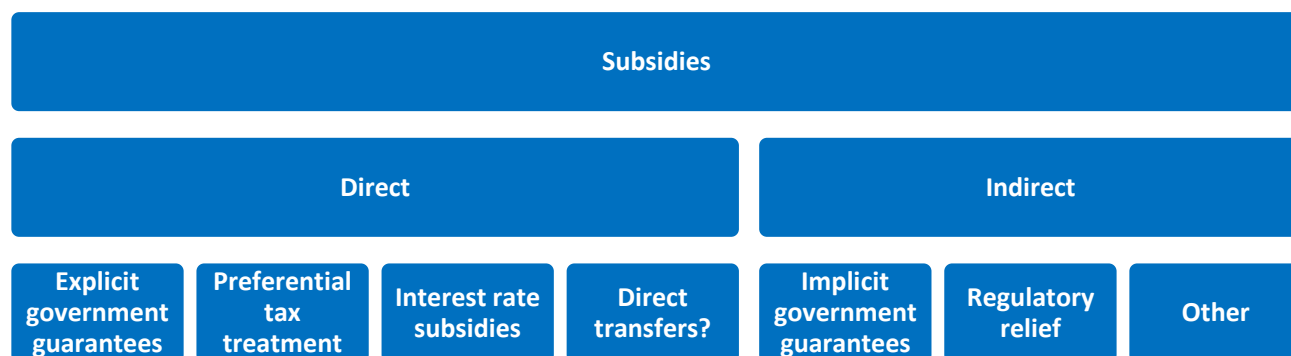 Subsidies
Direct
Indirect
Explicit
government
guarantees
Preferential
tax
treatment
Interest rate
subsidies
Direct
transfers?
Implicit
government
guarantees
Regulatory
relief
Other